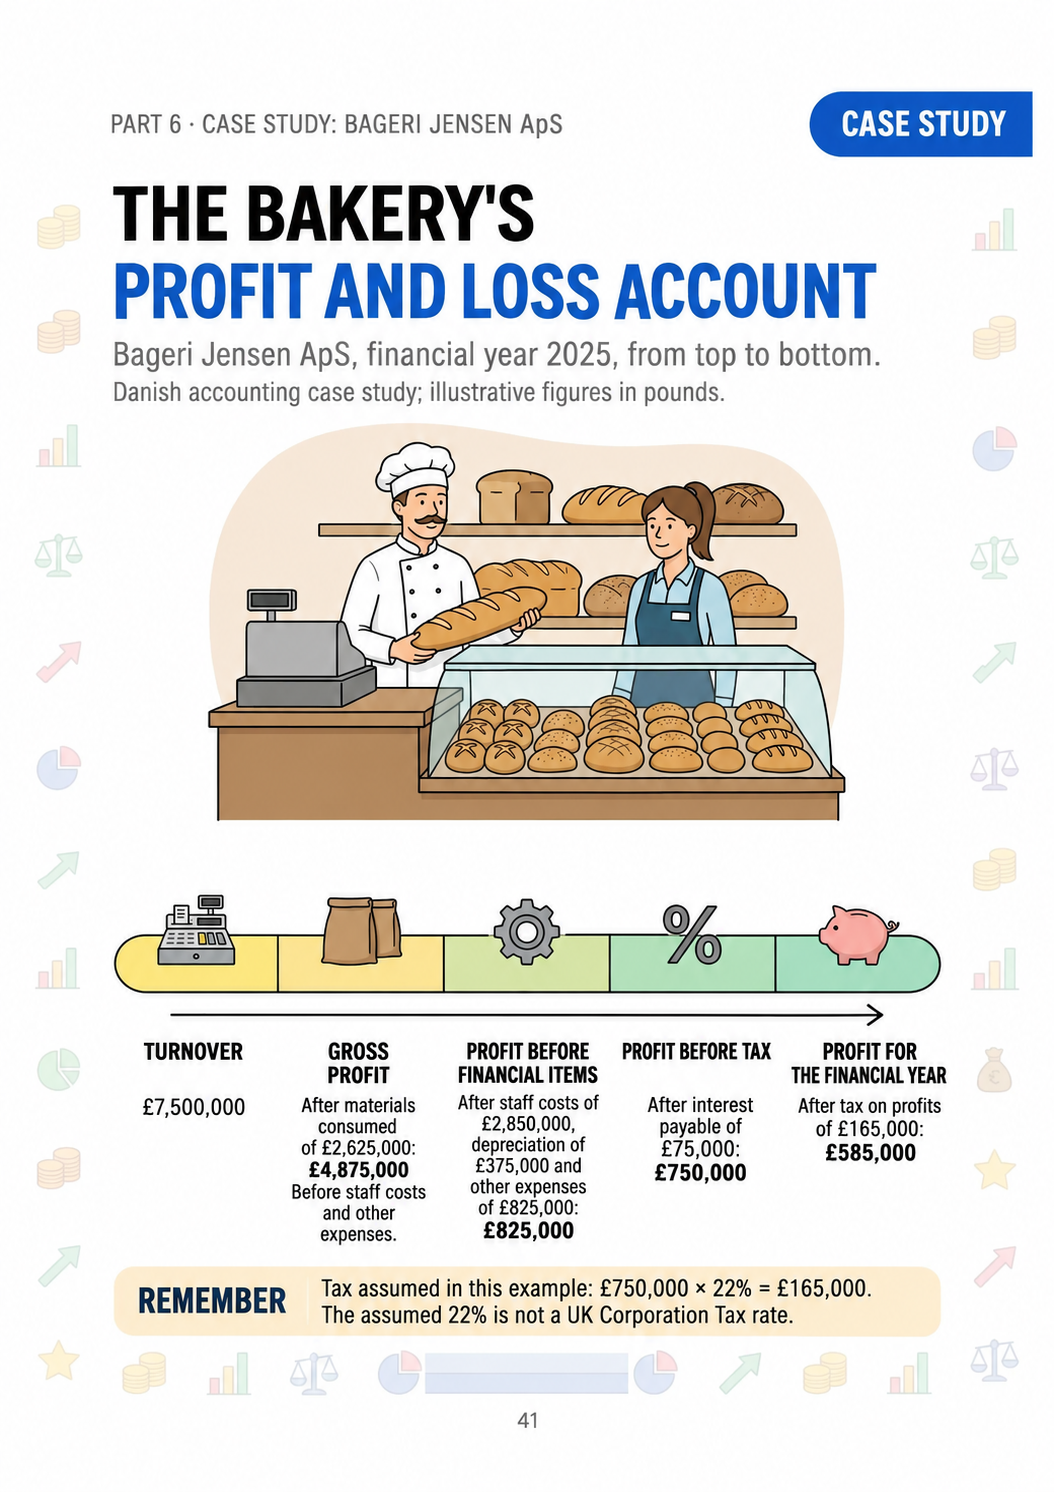 PART 6 · CASE STUDY: BAGERI JENSEN ApS
CASE STUDY
THE BAKERY'S
PROFIT AND LOSS ACCOUNT
Bageri Jensen ApS, financial year 2025, from top to bottom.
Danish accounting case study; illustrative figures in pounds.
%
TURNOVER
£7,500,000
GROSS
PROFIT
After materials
consumed
of £2,625,000:
£4,875,000
Before staff costs
and other
expenses.
PROFIT BEFORE
FINANCIAL ITEMS
After staff costs of
£2,850,000,
depreciation of
£375,000 and
other expenses
of £825,000:
£825,000
PROFIT BEFORE TAX
After interest
payable of
£75,000:
£750,000
PROFIT FOR
THE FINANCIAL YEAR
After tax on profits
of £165,000:
£585,000
£
REMEMBER
Tax assumed in this example: £750,000 × 22% = £165,000.
The assumed 22% is not a UK Corporation Tax rate.
41